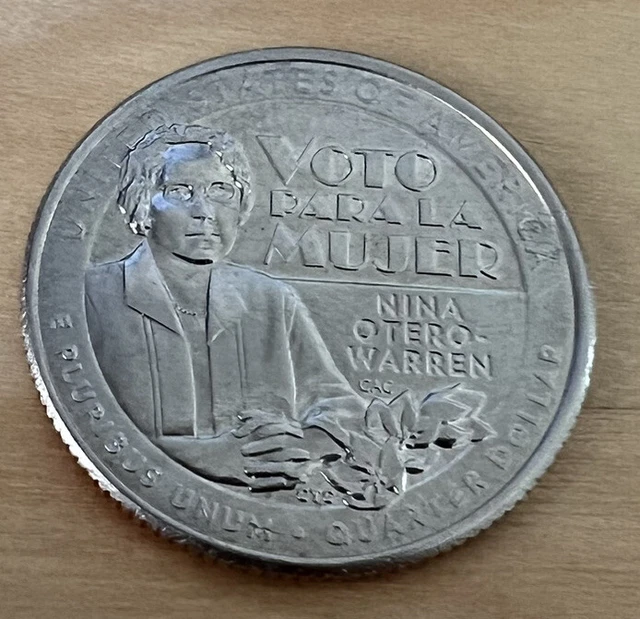 UNITED STATES OF AMERICA
VOTO
PARA LA
MUJER
NINA
OTERO-
WARREN
E PLURIBUS UNUM • QUARTER DOLLAR